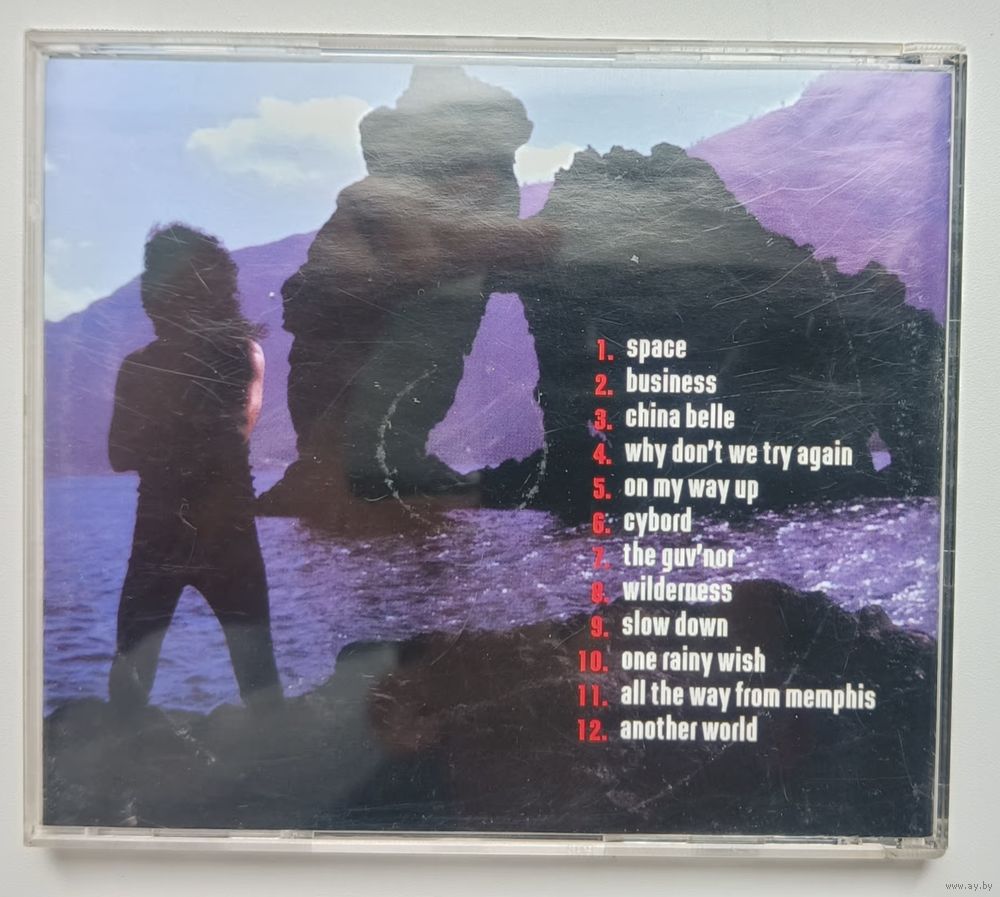 1. space
2. business
3. china belle
4. why don't we try again
5. on my way up
6. cybord
7. the guv'nor
8. wilderness
9. slow down
10. one rainy wish
11. all the way from memphis
12. another world
www.ay.by